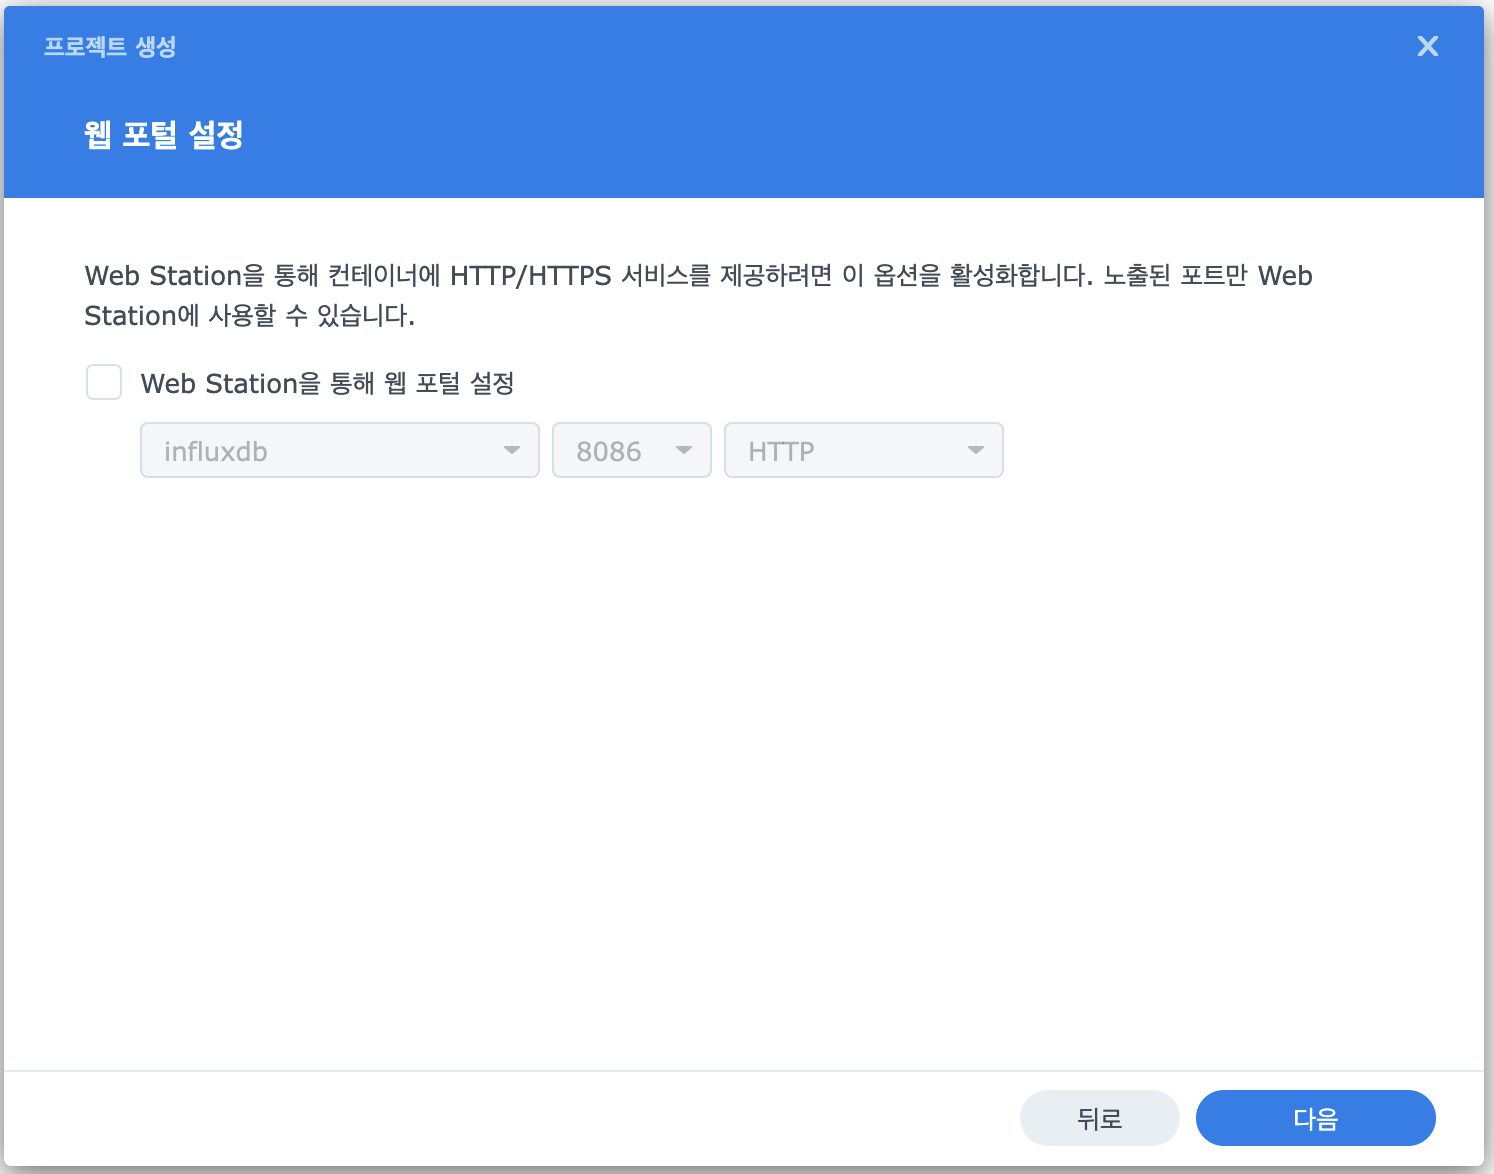 프로젝트 생성
웹 포털 설정
Web Station을 통해 컨테이너에 HTTP/HTTPS 서비스를 제공하려면 이 옵션을 활성화합니다. 노출된 포트만 Web
Station에 사용할 수 있습니다.
Web Station을 통해 웹 포털 설정
influxdb 8086 HTTP
뒤로 다음